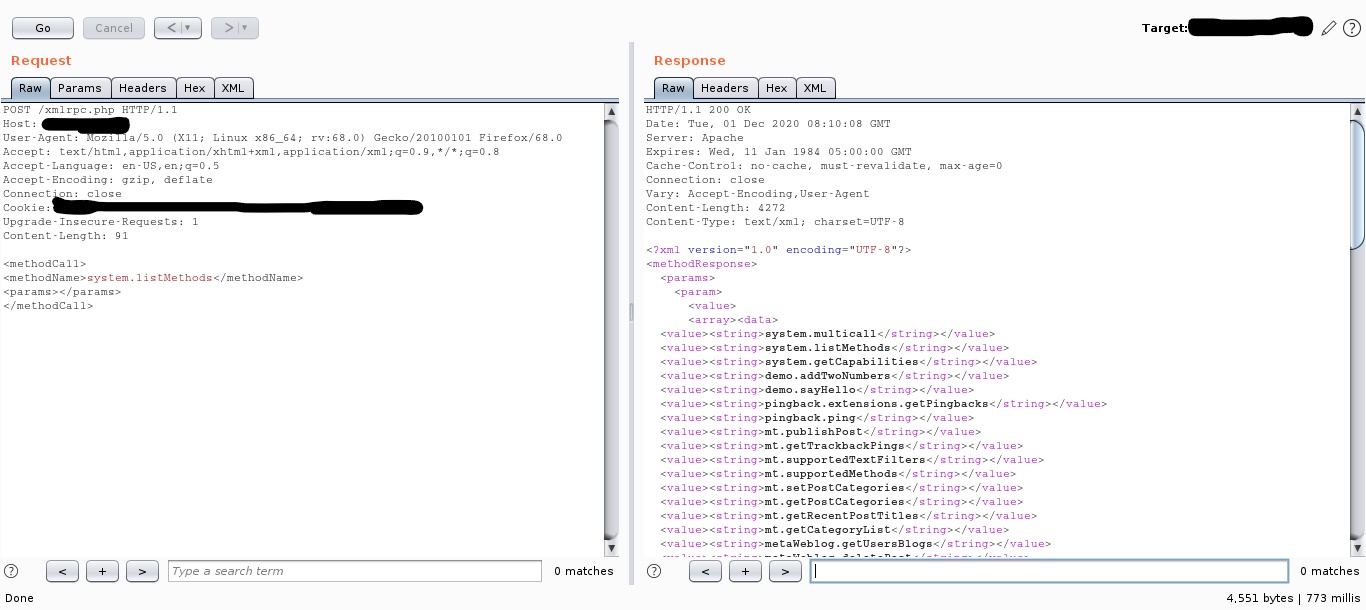 Go Cancel < > Target:
Request
Raw Params Headers Hex XML
POST /xmlrpc.php HTTP/1.1
Host:
User-Agent: Mozilla/5.0 (X11; Linux x86_64; rv:68.0) Gecko/20100101 Firefox/68.0
Accept: text/html,application/xhtml+xml,application/xml;q=0.9,*/*;q=0.8
Accept-Language: en-US,en;q=0.5
Accept-Encoding: gzip, deflate
Connection: close
Cookie:
Upgrade-Insecure-Requests: 1
Content-Length: 91
<methodCall>
<methodName>system.listMethods</methodName>
<params></params>
</methodCall>
? < + > Type a search term 0 matches
Response
Raw Headers Hex XML
HTTP/1.1 200 OK
Date: Tue, 01 Dec 2020 08:10:08 GMT
Server: Apache
Expires: Wed, 11 Jan 1984 05:00:00 GMT
Cache-Control: no-cache, must-revalidate, max-age=0
Connection: close
Vary: Accept-Encoding,User-Agent
Content-Length: 4272
Content-Type: text/xml; charset=UTF-8
<?xml version="1.0" encoding="UTF-8"?>
<methodResponse>
<params>
<param>
<value>
<array><data>
<value><string>system.multicall</string></value>
<value><string>system.listMethods</string></value>
<value><string>system.getCapabilities</string></value>
<value><string>demo.addTwoNumbers</string></value>
<value><string>demo.sayHello</string></value>
<value><string>pingback.extensions.getPingbacks</string></value>
<value><string>pingback.ping</string></value>
<value><string>mt.publishPost</string></value>
<value><string>mt.getTrackbackPings</string></value>
<value><string>mt.supportedTextFilters</string></value>
<value><string>mt.supportedMethods</string></value>
<value><string>mt.setPostCategories</string></value>
<value><string>mt.getPostCategories</string></value>
<value><string>mt.getRecentPostTitles</string></value>
<value><string>mt.getCategoryList</string></value>
<value><string>metaWeblog.getUsersBlogs</string></value>
? < + > 0 matches
Done 4,551 bytes | 773 millis